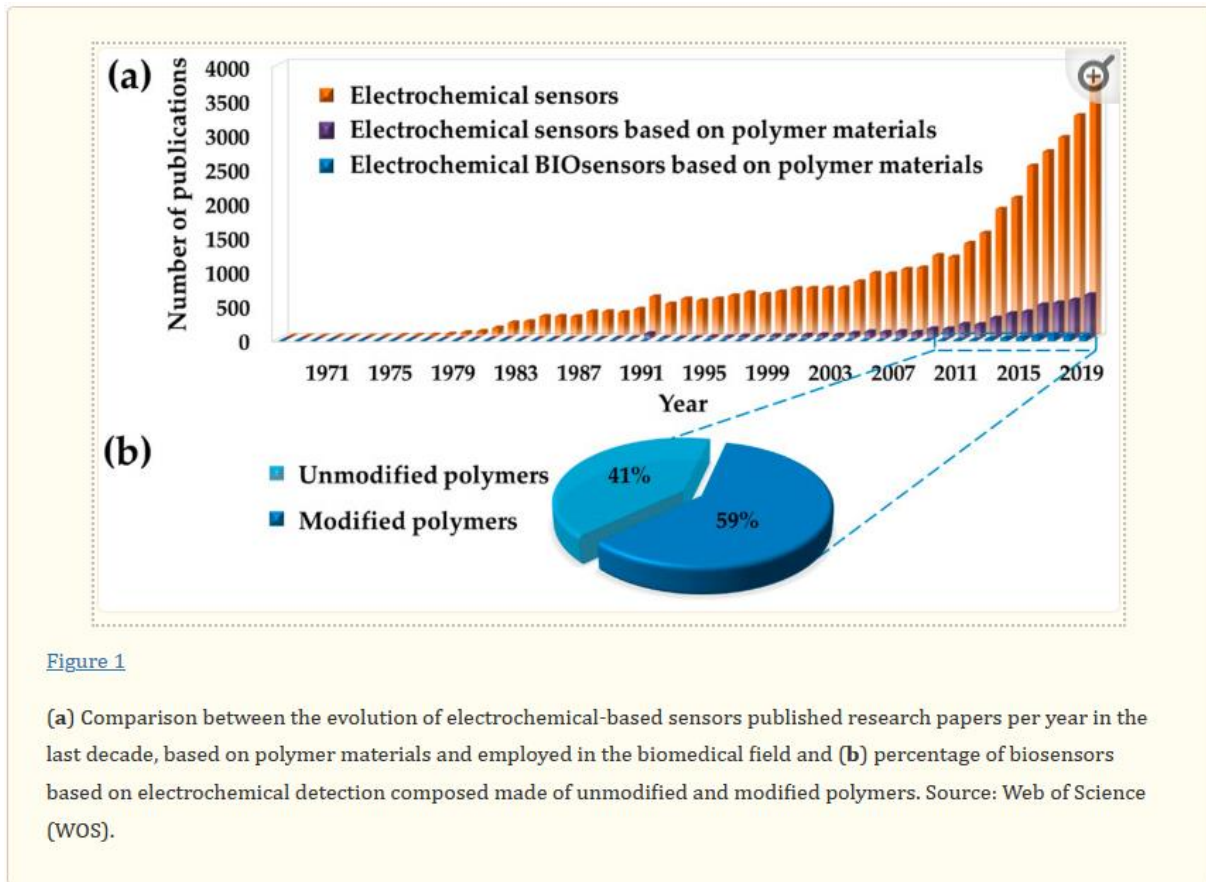 (a)
4000
3500
3000
2500
2000
1500
1000
500
0
Number of publications
Electrochemical sensors
Electrochemical sensors based on polymer materials
Electrochemical BIOsensors based on polymer materials
1971 1975 1979 1983 1987 1991 1995 1999 2003 2007 2011 2015 2019
Year
(b)
Unmodified polymers
Modified polymers
41%
59%
Figure 1
(a) Comparison between the evolution of electrochemical-based sensors published research papers per year in the
last decade, based on polymer materials and employed in the biomedical field and (b) percentage of biosensors
based on electrochemical detection composed made of unmodified and modified polymers. Source: Web of Science
(WOS).